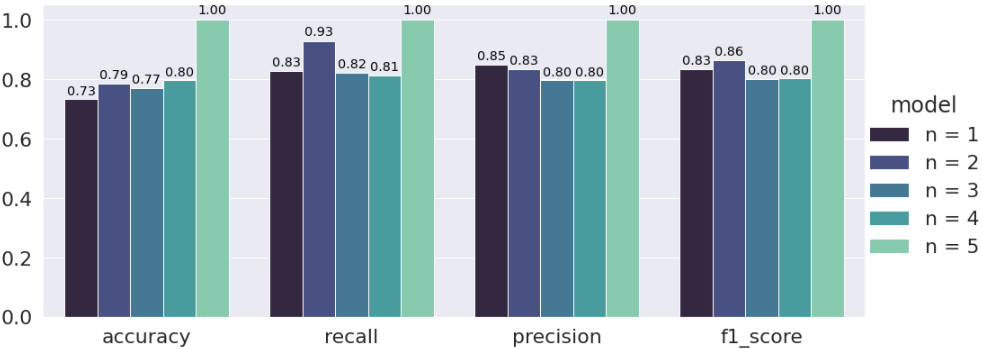 1.00 1.00 1.00 1.00
1.0
0.73 0.79 0.77 0.80 0.83 0.93 0.82 0.81 0.85 0.83 0.80 0.80 0.83 0.86 0.80 0.80
0.8
0.6
0.4
0.2
0.0
accuracy recall precision f1_score
model
n = 1
n = 2
n = 3
n = 4
n = 5